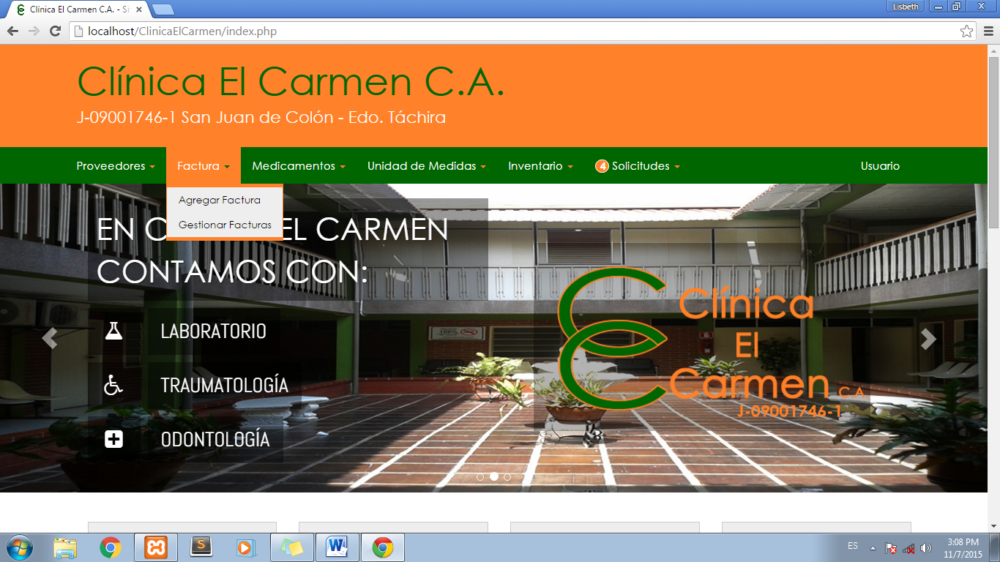 Clínica El Carmen C.A. - Si
Lisbeth
localhost/ClinicaElCarmen/index.php
Clínica El Carmen C.A.
J-09001746-1 San Juan de Colón - Edo. Táchira
Proveedores Factura Medicamentos Unidad de Medidas Inventario 4 Solicitudes Usuario
Agregar Factura
Gestionar Facturas
EN C EL CARMEN
CONTAMOS CON:
LABORATORIO
TRAUMATOLOGÍA
ODONTOLOGÍA
Clínica
El
Carmen C.A.
J-09001746-1
100%
ES
3:08 PM
11/7/2015